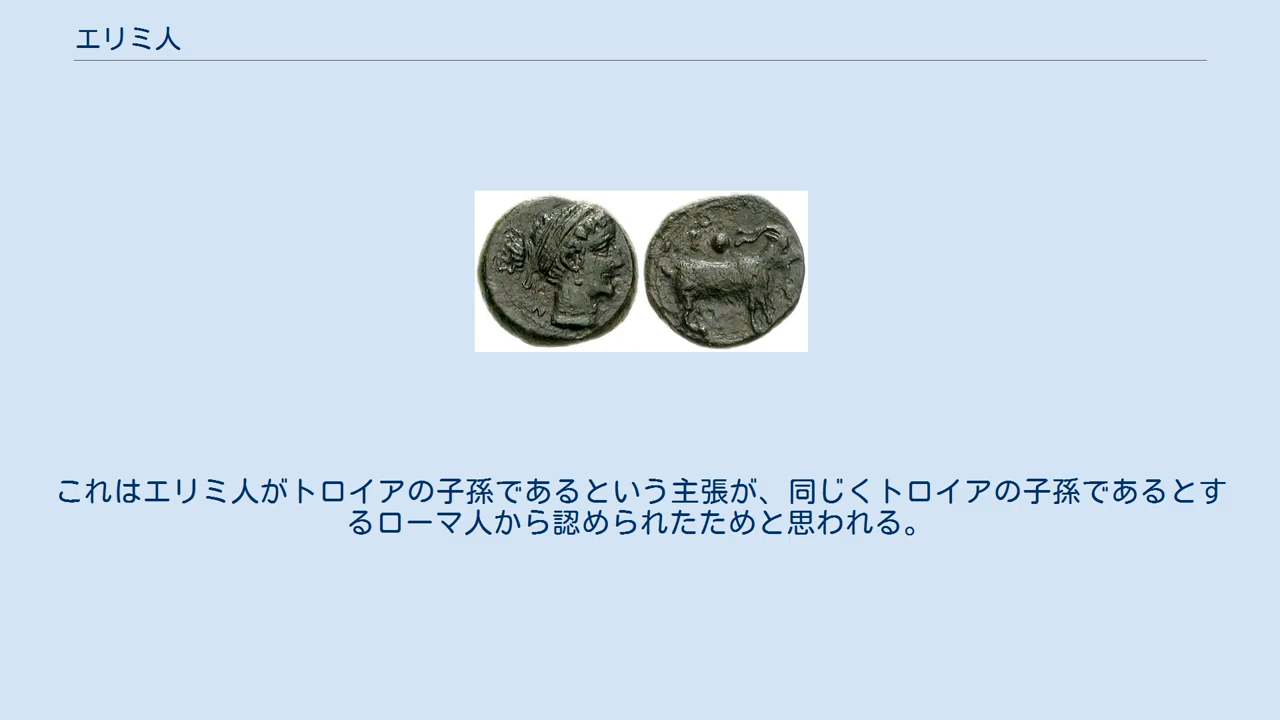 エリミ人
これはエリミ人がトロイアの子孫であるという主張が、同じくトロイアの子孫であるとす
るローマ人から認められたためと思われる。